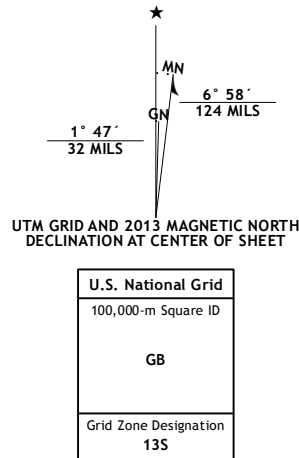 ★
MN
GN
6° 58´
124 MILS
1° 47´
32 MILS
UTM GRID AND 2013 MAGNETIC NORTH
DECLINATION AT CENTER OF SHEET
U.S. National Grid
100,000-m Square ID
GB
Grid Zone Designation
13S